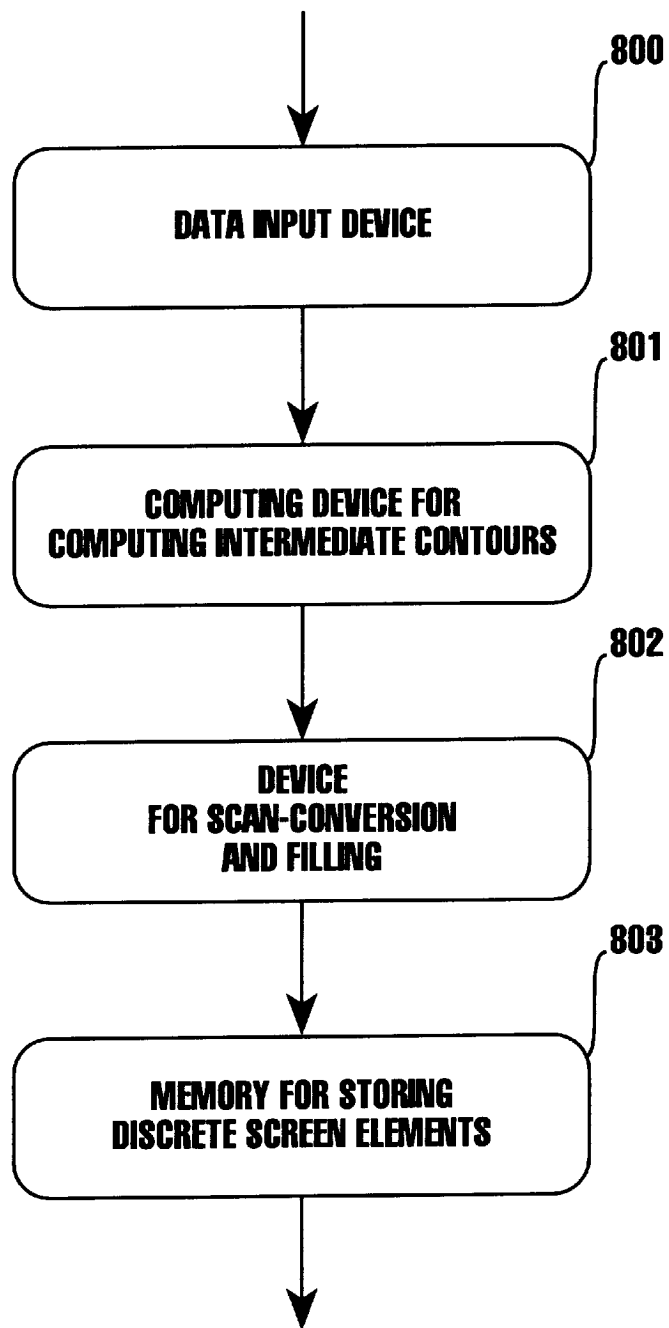 800
DATA INPUT DEVICE
801
COMPUTING DEVICE FOR
COMPUTING INTERMEDIATE CONTOURS
802
DEVICE
FOR SCAN-CONVERSION
AND FILLING
803
MEMORY FOR STORING
DISCRETE SCREEN ELEMENTS